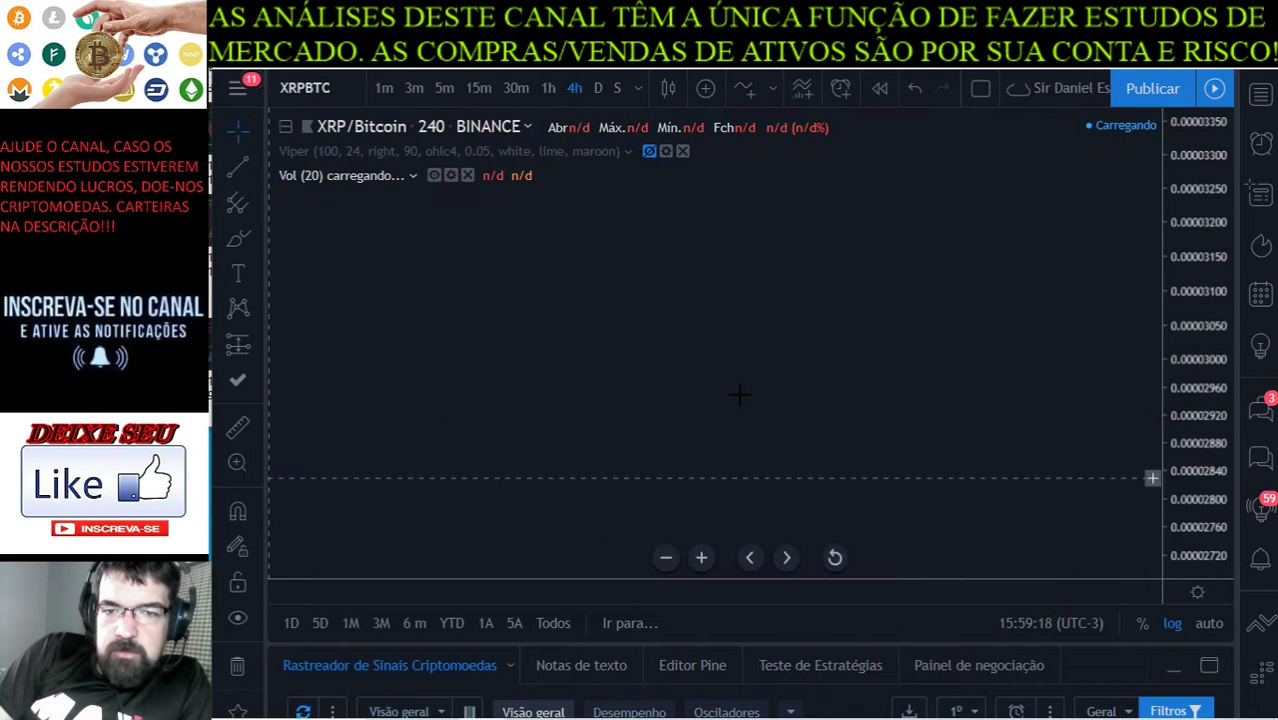 AS ANÁLISES DESTE CANAL TÊM A ÚNICA FUNÇÃO DE FAZER ESTUDOS DE
MERCADO. AS COMPRAS/VENDAS DE ATIVOS SÃO POR SUA CONTA E RISCO!
AJUDE O CANAL, CASO OS
NOSSOS ESTUDOS ESTIVEREM
RENDENDO LUCROS, DOE-NOS
CRIPTOMOEDAS. CARTEIRAS
NA DESCRIÇÃO!!!
INSCREVA-SE NO CANAL
E ATIVE AS NOTIFICAÇÕES
DEIXE SEU
Like
INSCREVA-SE
11
XRPBTC 1m 3m 5m 15m 30m 1h 4h D S Sir Daniel Es Publicar
XRP/Bitcoin · 240 · BINANCE Abrn/d Máx.n/d Mín.n/d Fchn/d n/d (n/d%) Carregando
Viper (100, 24, right, 90, ohlc4, 0.05, white, lime, maroon)
Vol (20) carregando... n/d n/d
0.00003350
0.00003300
0.00003250
0.00003200
0.00003150
0.00003100
0.00003050
0.00003000
0.00002960
0.00002920
0.00002880
0.00002840
0.00002800
0.00002760
0.00002720
3
59
1D 5D 1M 3M 6 m YTD 1A 5A Todos Ir para... 15:59:18 (UTC-3) % log auto
Rastreador de Sinais Criptomoedas Notas de texto Editor Pine Teste de Estratégias Painel de negociação
Visão geral Visão geral Desempenho Osciladores 1D Geral Filtros